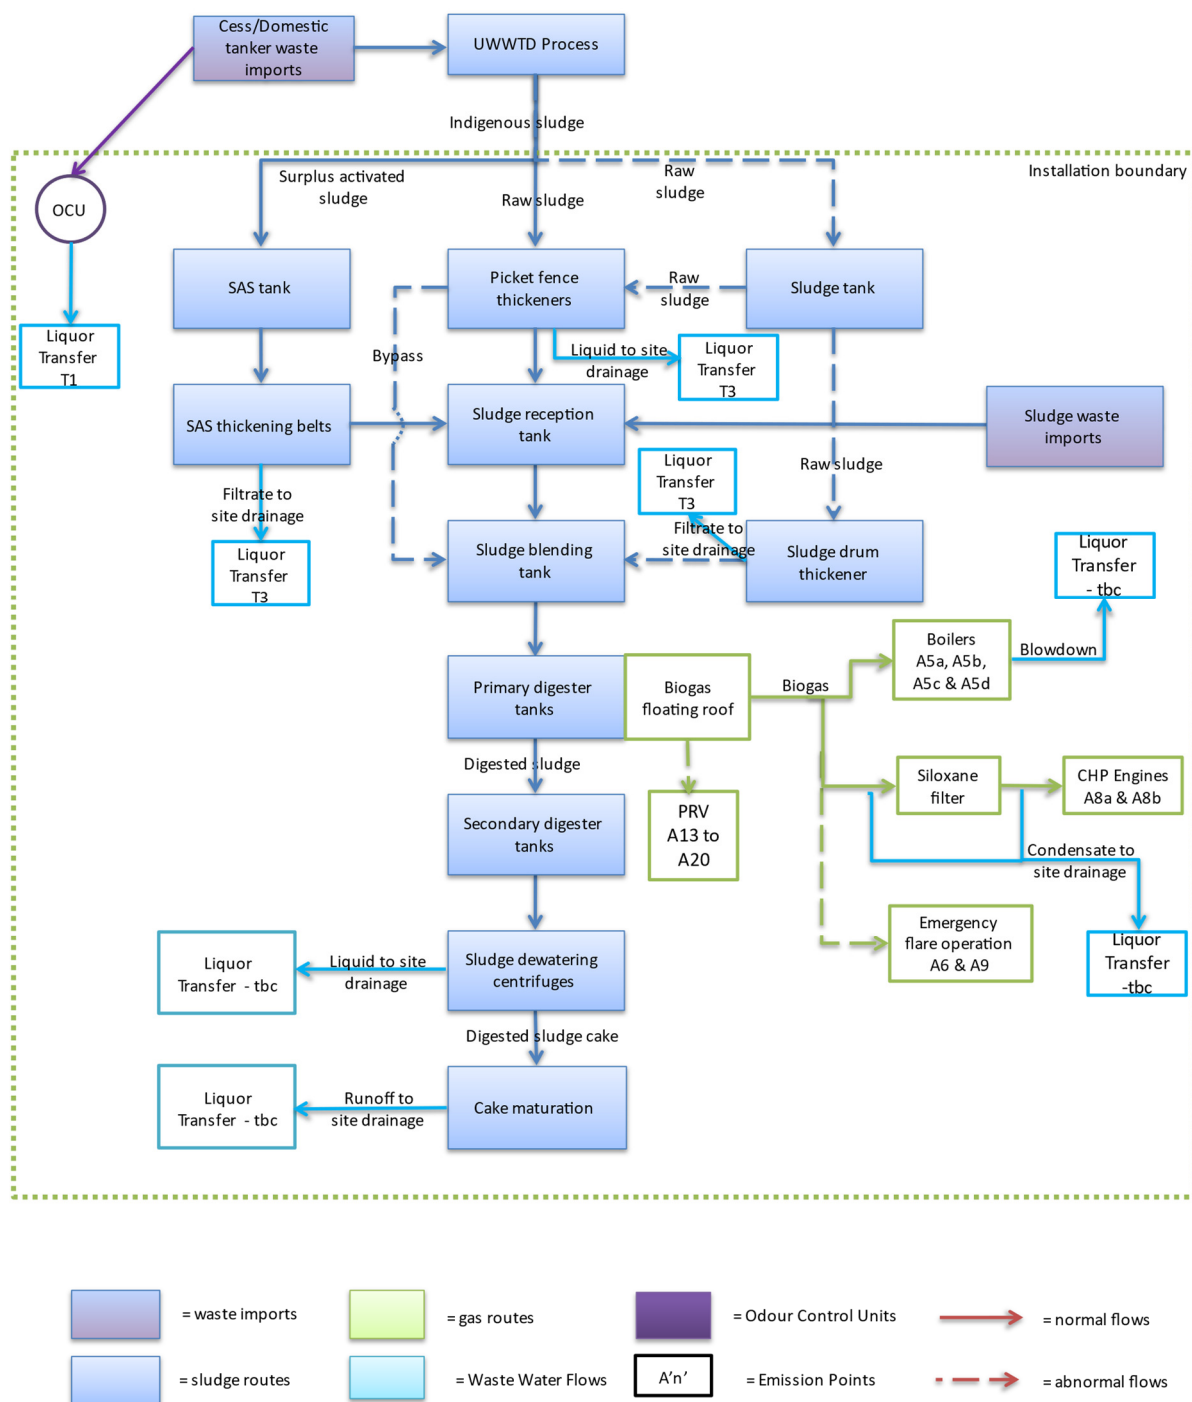 Cess/Domestic
tanker waste
imports
UWWTD Process
Indigenous sludge
Installation boundary
Surplus activated
sludge
Raw sludge
Raw
sludge
OCU
SAS tank
Picket fence
thickeners
Raw
sludge
Sludge tank
Liquor
Transfer
T1
Bypass
Liquid to site
drainage
Liquor
Transfer
T3
SAS thickening belts
Sludge reception
tank
Sludge waste
imports
Liquor
Transfer
T3
Raw sludge
Filtrate to
site drainage
Filtrate to
site drainage
Liquor
Transfer
T3
Sludge blending
tank
Sludge drum
thickener
Liquor
Transfer
- tbc
Boilers
A5a, A5b,
A5c & A5d
Blowdown
Primary digester
tanks
Biogas
floating roof
Biogas
Digested sludge
Siloxane
filter
CHP Engines
A8a & A8b
PRV
A13 to
A20
Secondary digester
tanks
Condensate to
site drainage
Emergency
flare operation
A6 & A9
Liquor
Transfer
-tbc
Liquor
Transfer - tbc
Liquid to site
drainage
Sludge dewatering
centrifuges
Digested sludge cake
Liquor
Transfer - tbc
Runoff to
site drainage
Cake maturation
= waste imports
= gas routes
= Odour Control Units
= normal flows
= sludge routes
= Waste Water Flows
A'n'
= Emission Points
= abnormal flows